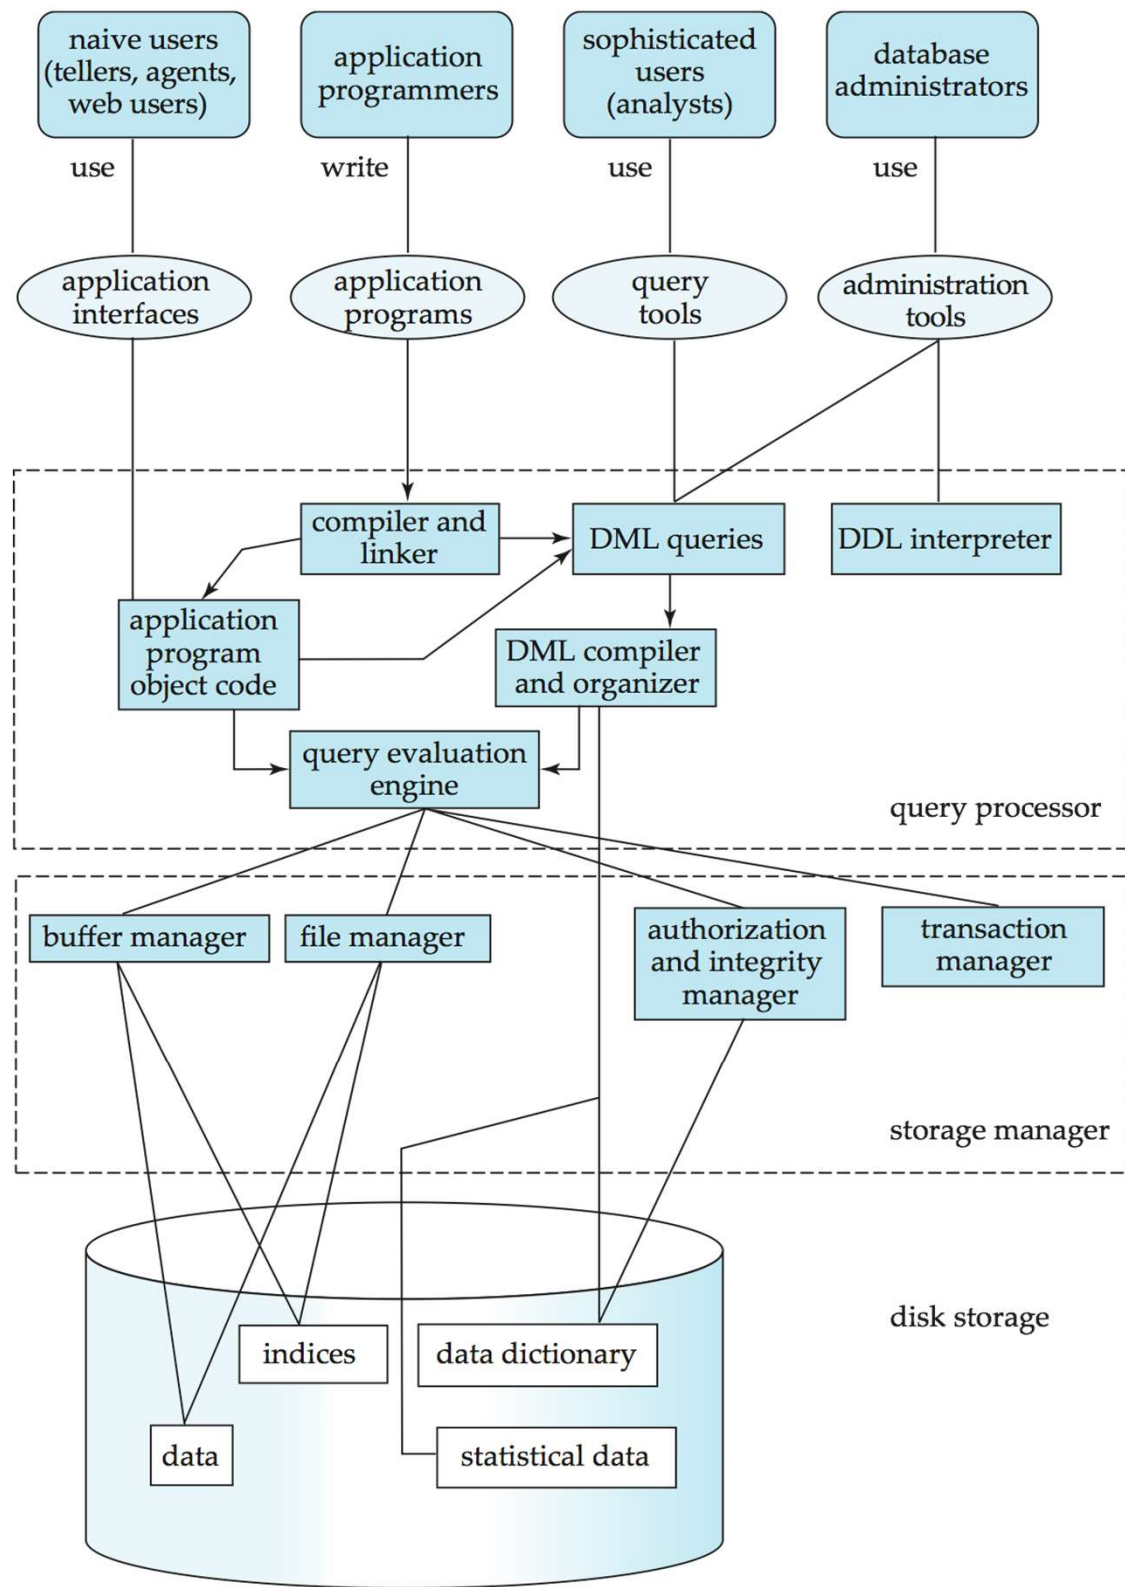 naive users
(tellers, agents,
web users)
application
programmers
sophisticated
users
(analysts)
database
administrators
use
write
use
use
application
interfaces
application
programs
query
tools
administration
tools
compiler and
linker
DML queries
DDL interpreter
application
program
object code
DML compiler
and organizer
query evaluation
engine
query processor
buffer manager
file manager
authorization
and integrity
manager
transaction
manager
storage manager
disk storage
indices
data dictionary
data
statistical data